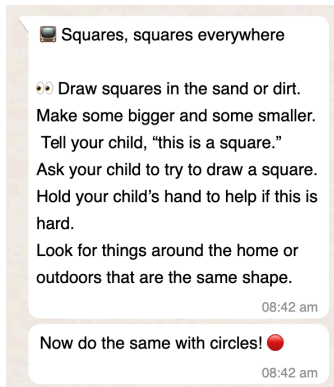 📺 Squares, squares everywhere
👀 Draw squares in the sand or dirt.
Make some bigger and some smaller.
Tell your child, “this is a square.”
Ask your child to try to draw a square.
Hold your child’s hand to help if this is
hard.
Look for things around the home or
outdoors that are the same shape.
08:42 am
Now do the same with circles! 🔴
08:42 am